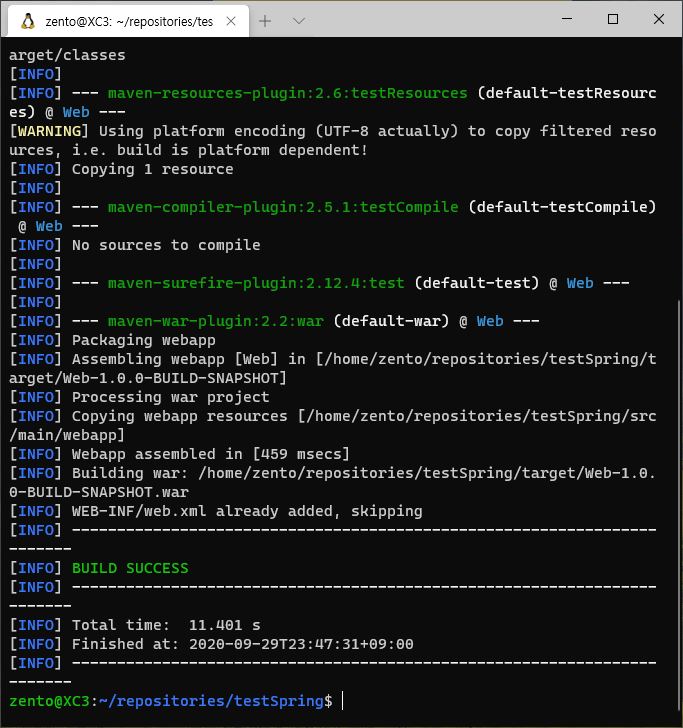 zento@XC3: ~/repositories/tes
arget/classes
[INFO]
[INFO] --- maven-resources-plugin:2.6:testResources (default-testResourc
es) @ Web ---
[WARNING] Using platform encoding (UTF-8 actually) to copy filtered reso
urces, i.e. build is platform dependent!
[INFO] Copying 1 resource
[INFO]
[INFO] --- maven-compiler-plugin:2.5.1:testCompile (default-testCompile)
 @ Web ---
[INFO] No sources to compile
[INFO]
[INFO] --- maven-surefire-plugin:2.12.4:test (default-test) @ Web ---
[INFO]
[INFO] --- maven-war-plugin:2.2:war (default-war) @ Web ---
[INFO] Packaging webapp
[INFO] Assembling webapp [Web] in [/home/zento/repositories/testSpring/t
arget/Web-1.0.0-BUILD-SNAPSHOT]
[INFO] Processing war project
[INFO] Copying webapp resources [/home/zento/repositories/testSpring/src
/main/webapp]
[INFO] Webapp assembled in [459 msecs]
[INFO] Building war: /home/zento/repositories/testSpring/target/Web-1.0.
0-BUILD-SNAPSHOT.war
[INFO] WEB-INF/web.xml already added, skipping
[INFO] -----------------------------------------------------------------
-------
[INFO] BUILD SUCCESS
[INFO] -----------------------------------------------------------------
-------
[INFO] Total time:  11.401 s
[INFO] Finished at: 2020-09-29T23:47:31+09:00
[INFO] -----------------------------------------------------------------
-------
zento@XC3:~/repositories/testSpring$